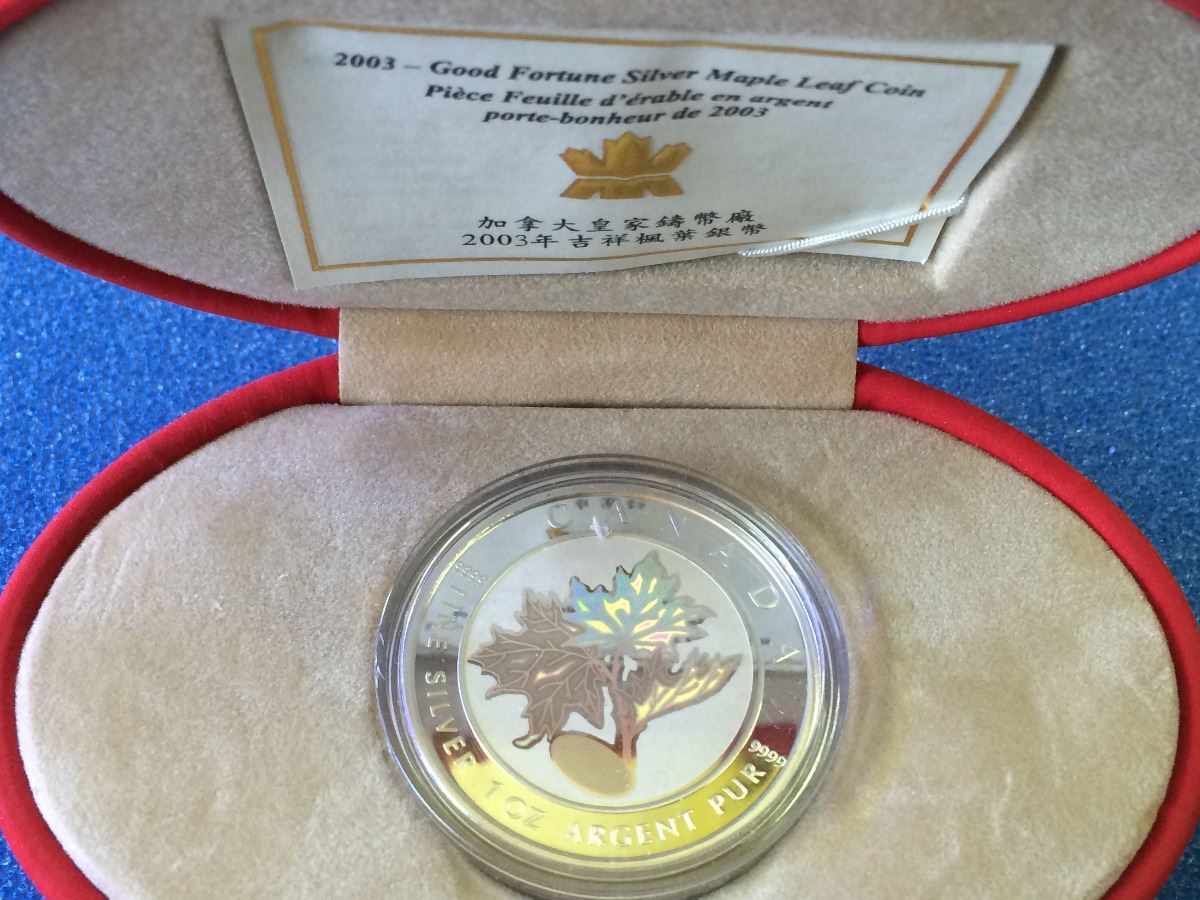 2003 – Good Fortune Silver Maple Leaf Coin
Pièce Feuille d'érable en argent
porte-bonheur de 2003
加拿大皇家鑄幣廠
2003年吉祥楓葉銀幣
CANADA
9999 FINE SILVER 1 OZ ARGENT PUR 9999